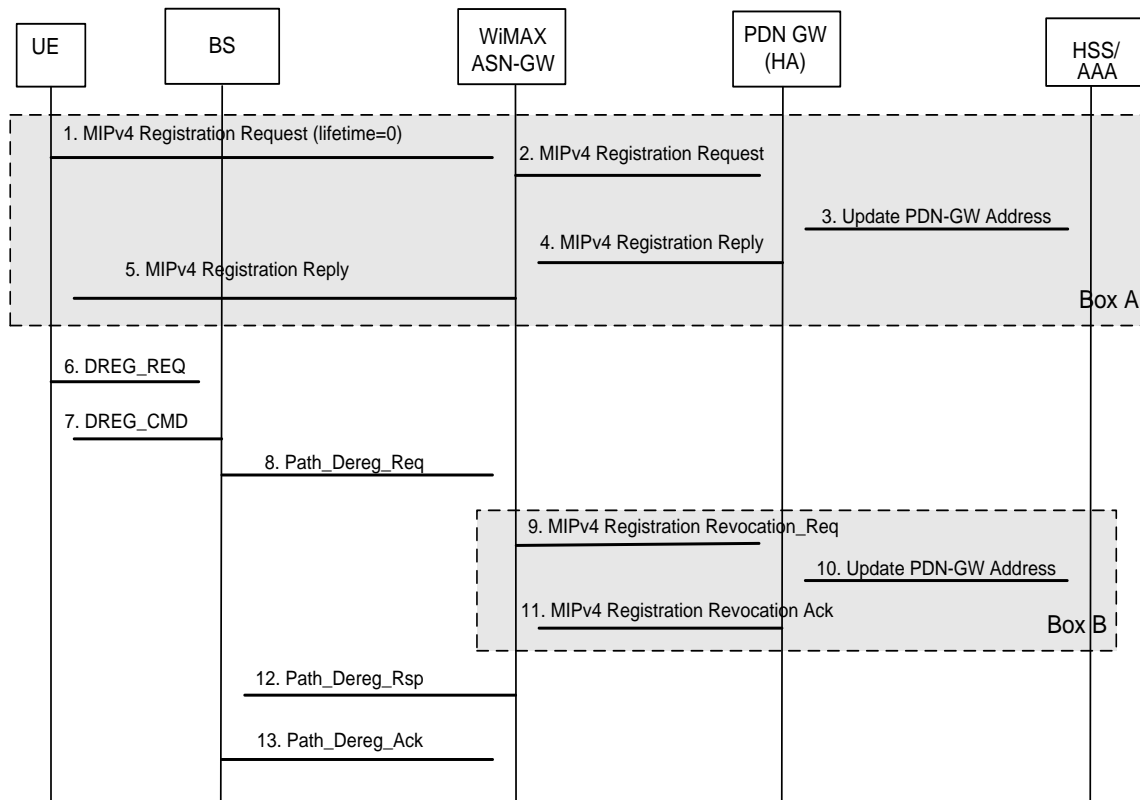 UE
BS
WiMAX
ASN-GW
PDN GW
(HA)
HSS/
AAA
1. MIPv4 Registration Request (lifetime=0)
2. MIPv4 Registration Request
3. Update PDN-GW Address
4. MIPv4 Registration Reply
5. MIPv4 Registration Reply
Box A
6. DREG_REQ
7. DREG_CMD
8. Path_Dereg_Req
9. MIPv4 Registration Revocation_Req
10. Update PDN-GW Address
11. MIPv4 Registration Revocation Ack
Box B
12. Path_Dereg_Rsp
13. Path_Dereg_Ack